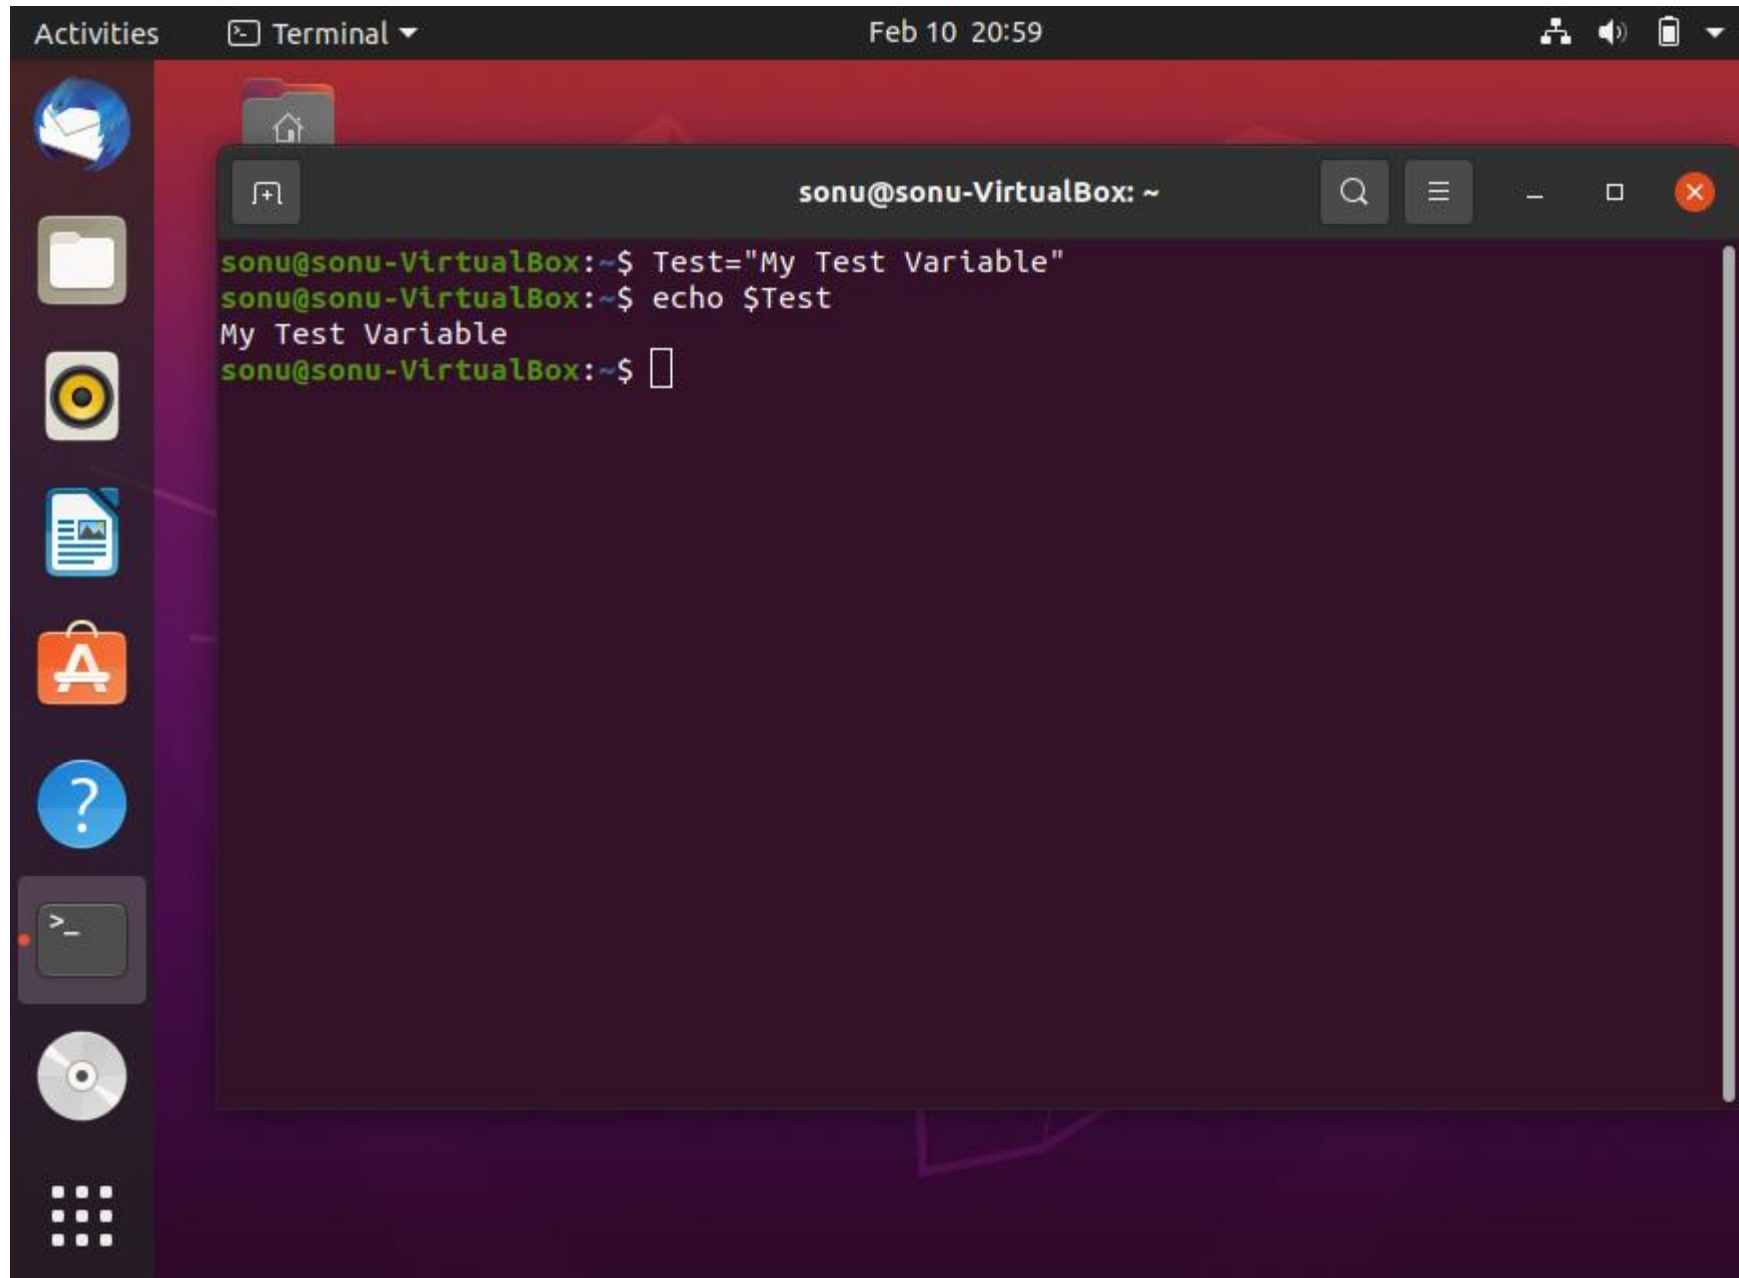 Activities
Terminal
Feb 10 20:59
sonu@sonu-VirtualBox: ~
sonu@sonu-VirtualBox:~$ Test="My Test Variable"
sonu@sonu-VirtualBox:~$ echo $Test
My Test Variable
sonu@sonu-VirtualBox:~$